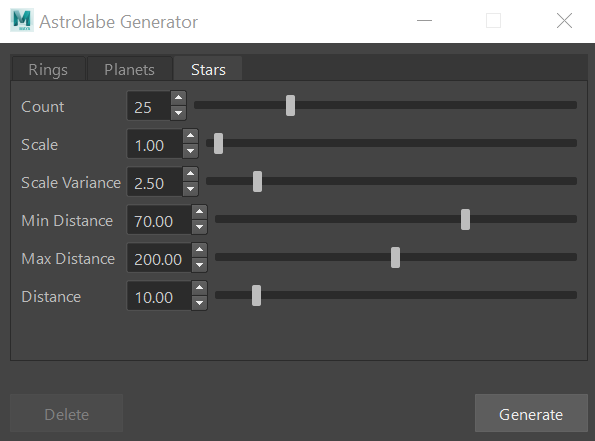 M
Astrolabe Generator
Rings Planets Stars
Count 25
Scale 1.00
Scale Variance 2.50
Min Distance 70.00
Max Distance 200.00
Distance 10.00
Delete Generate